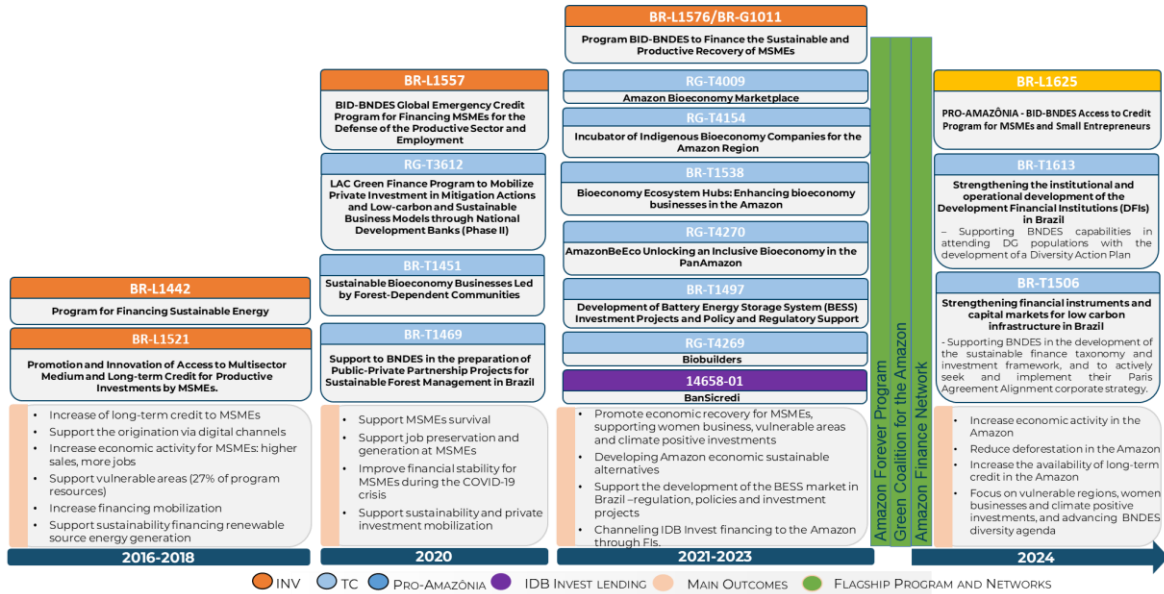 BR-L1442
Program for Financing Sustainable Energy
BR-L1521
Promotion and Innovation of Access to Multisector
Medium and Long-term Credit for Productive
Investments by MSMEs.
• Increase of long-term credit to MSMEs
• Support the origination via digital channels
• Increase economic activity for MSMEs: higher
sales, more jobs
• Support vulnerable areas (27% of program
resources)
• Increase financing mobilization
• Support sustainability financing renewable
source energy generation
2016-2018
BR-L1557
BID-BNDES Global Emergency Credit
Program for Financing MSMEs for the
Defense of the Productive Sector and
Employment
RG-T3612
LAC Green Finance Program to Mobilize
Private Investment in Mitigation Actions
and Low-carbon and Sustainable
Business Models through National
Development Banks (Phase II)
BR-T1451
Sustainable Bioeconomy Businesses Led
by Forest-Dependent Communities
BR-T1469
Support to BNDES in the preparation of
Public-Private Partnership Projects for
Sustainable Forest Management in Brazil
• Support MSMEs survival
• Support job preservation and
generation at MSMEs
• Improve financial stability for
MSMEs during the COVID-19
crisis
• Support sustainability and private
investment mobilization
2020
BR-L1576/BR-G1011
Program BID-BNDES to Finance the Sustainable and
Productive Recovery of MSMEs
RG-T4009
Amazon Bioeconomy Marketplace
RG-T4154
Incubator of Indigenous Bioeconomy Companies for the
Amazon Region
BR-T1538
Bioeconomy Ecosystem Hubs: Enhancing bioeconomy
businesses in the Amazon
RG-T4270
AmazonBeEco Unlocking an Inclusive Bioeconomy in the
PanAmazon
BR-T1497
Development of Battery Energy Storage System (BESS)
Investment Projects and Policy and Regulatory Support
RG-T4269
Biobuilders
14658-01
BanSicredi
• Promote economic recovery for MSMEs,
supporting women business, vulnerable areas
and climate positive investments
• Developing Amazon economic sustainable
alternatives
• Support the development of the BESS market in
Brazil –regulation, policies and investment
projects
• Channeling IDB Invest financing to the Amazon
through FIs.
2021-2023
Amazon Forever Program
Green Coalition for the Amazon
Amazon Finance Network
BR-L1625
PRO-AMAZÔNIA - BID-BNDES Access to Credit
Program for MSMEs and Small Entrepreneurs
BR-T1613
Strengthening the institutional and
operational development of the
Development Financial Institutions (DFIs)
in Brazil
– Supporting BNDES capabilities in
attending DG populations with the
development of a Diversity Action Plan
BR-T1506
Strengthening financial instruments and
capital markets for low carbon
infrastructure in Brazil
- Supporting BNDES in the development of
the sustainable finance taxonomy and
investment framework, and to actively
seek and implement their Paris
Agreement Alignment corporate strategy.
• Increase economic activity in the
Amazon
• Reduce deforestation in the Amazon
• Increase the availability of long-term
credit in the Amazon
• Focus on vulnerable regions, women
businesses and climate positive
investments, and advancing BNDES
diversity agenda
2024
INV TC PRO-AMAZÔNIA IDB INVEST LENDING MAIN OUTCOMES FLAGSHIP PROGRAM AND NETWORKS